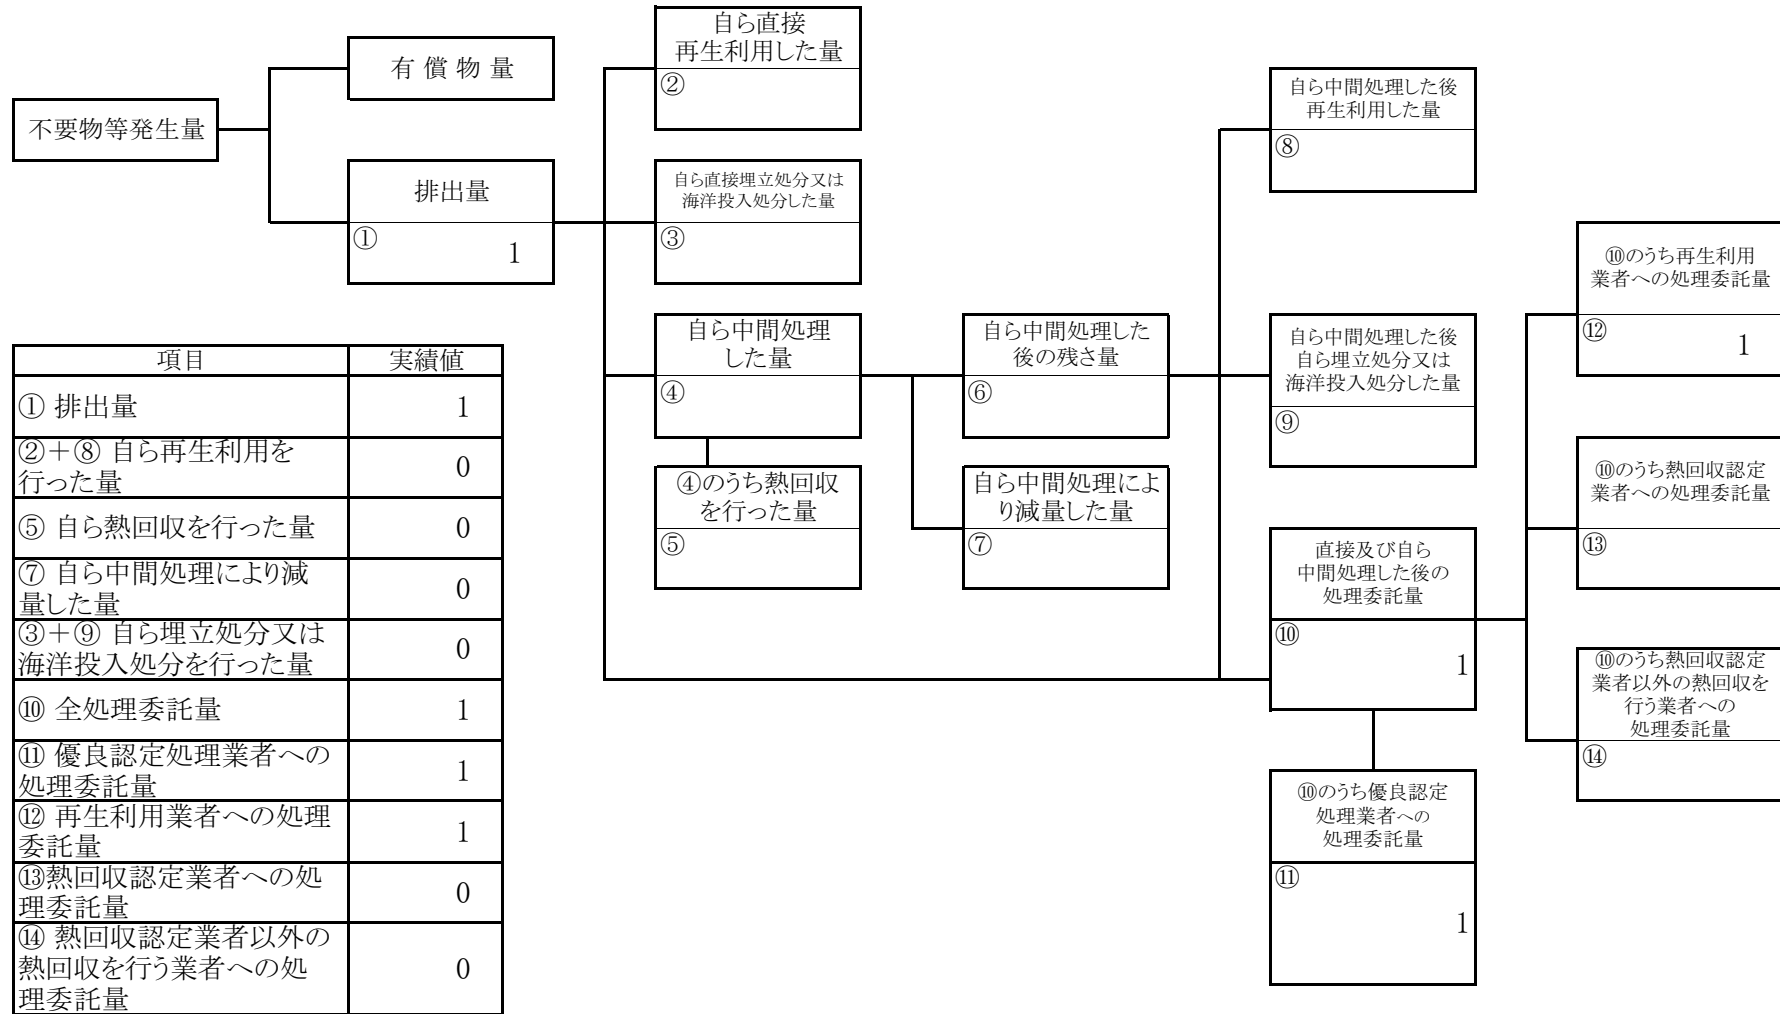 不要物等発生量
有 償 物 量
排出量
①
1
自ら直接
再生利用した量
②
自ら直接埋立処分又は
海洋投入処分した量
③
自ら中間処理
した量
④
④のうち熱回収
を行った量
⑤
自ら中間処理した
後の残さ量
⑥
自ら中間処理によ
り減量した量
⑦
自ら中間処理した後
再生利用した量
⑧
自ら中間処理した後
自ら埋立処分又は
海洋投入処分した量
⑨
直接及び自ら
中間処理した後の
処理委託量
⑩
1
⑩のうち優良認定
処理業者への
処理委託量
⑪
1
⑩のうち再生利用
業者への処理委託量
⑫
1
⑩のうち熱回収認定
業者への処理委託量
⑬
⑩のうち熱回収認定
業者以外の熱回収を
行う業者への
処理委託量
⑭
項目 実績値
① 排出量 1
②＋⑧ 自ら再生利用を
行った量 0
⑤ 自ら熱回収を行った量 0
⑦ 自ら中間処理により減
量した量 0
③＋⑨ 自ら埋立処分又は
海洋投入処分を行った量 0
⑩ 全処理委託量 1
⑪ 優良認定処理業者への
処理委託量 1
⑫ 再生利用業者への処理
委託量 1
⑬熱回収認定業者への処
理委託量 0
⑭ 熱回収認定業者以外の
熱回収を行う業者への処
理委託量 0